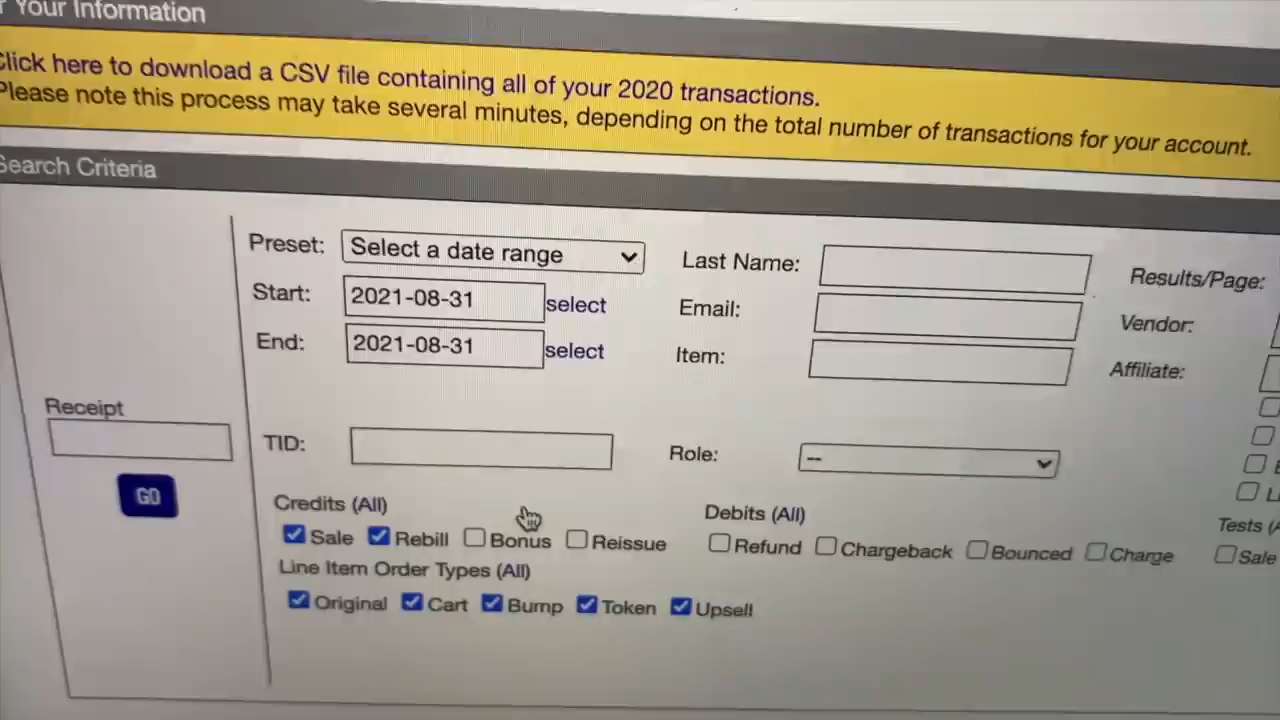 Your Information
Click here to download a CSV file containing all of your 2020 transactions.
Please note this process may take several minutes, depending on the total number of transactions for your account.
Search Criteria
Preset: Select a date range Last Name: Results/Page:
Start: 2021-08-31 select Email: Vendor:
End: 2021-08-31 select Item: Affiliate:
Receipt
TID: Role: --
GO
Credits (All) Debits (All) Tests
Sale Rebill Bonus Reissue Refund Chargeback Bounced Charge Sale
Line Item Order Types (All)
Original Cart Bump Token Upsell